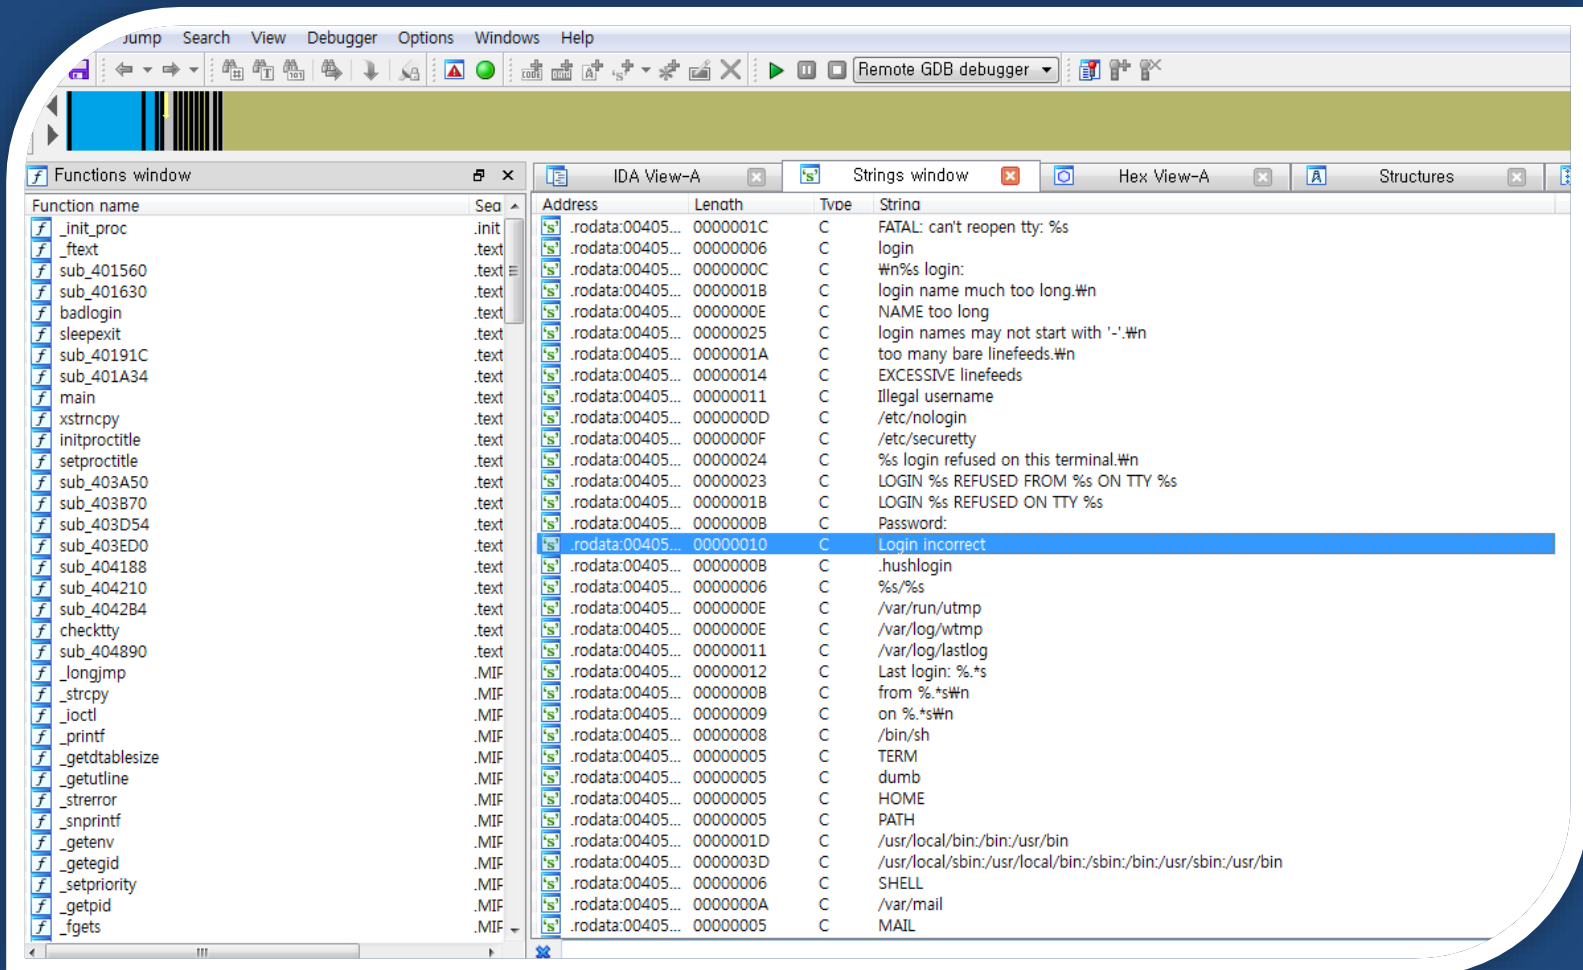 Jump Search View Debugger Options Windows Help
Remote GDB debugger
Functions window
IDA View-A Strings window Hex View-A Structures
Function name Seg
_init_proc .init
_ftext .text
sub_401560 .text
sub_401630 .text
badlogin .text
sleepexit .text
sub_40191C .text
sub_401A34 .text
main .text
xstrncpy .text
initproctitle .text
setproctitle .text
sub_403A50 .text
sub_403B70 .text
sub_403D54 .text
sub_403ED0 .text
sub_404188 .text
sub_404210 .text
sub_4042B4 .text
checktty .text
sub_404890 .text
_longjmp .MIF
_strcpy .MIF
_ioctl .MIF
_printf .MIF
_getdtablesize .MIF
_getutline .MIF
_strerror .MIF
_snprintf .MIF
_getenv .MIF
_getegid .MIF
_setpriority .MIF
_getpid .MIF
_fgets .MIF
Address Length Type String
.rodata:00405... 0000001C C FATAL: can't reopen tty: %s
.rodata:00405... 00000006 C login
.rodata:00405... 0000000C C ₩n%s login:
.rodata:00405... 0000001B C login name much too long.₩n
.rodata:00405... 0000000E C NAME too long
.rodata:00405... 00000025 C login names may not start with '-'.₩n
.rodata:00405... 0000001A C too many bare linefeeds.₩n
.rodata:00405... 00000014 C EXCESSIVE linefeeds
.rodata:00405... 00000011 C Illegal username
.rodata:00405... 0000000D C /etc/nologin
.rodata:00405... 0000000F C /etc/securetty
.rodata:00405... 00000024 C %s login refused on this terminal.₩n
.rodata:00405... 00000023 C LOGIN %s REFUSED FROM %s ON TTY %s
.rodata:00405... 0000001B C LOGIN %s REFUSED ON TTY %s
.rodata:00405... 0000000B C Password:
.rodata:00405... 00000010 C Login incorrect
.rodata:00405... 0000000B C .hushlogin
.rodata:00405... 00000006 C %s/%s
.rodata:00405... 0000000E C /var/run/utmp
.rodata:00405... 0000000E C /var/log/wtmp
.rodata:00405... 00000011 C /var/log/lastlog
.rodata:00405... 00000012 C Last login: %.*s
.rodata:00405... 0000000B C from %.*s₩n
.rodata:00405... 00000009 C on %.*s₩n
.rodata:00405... 00000008 C /bin/sh
.rodata:00405... 00000005 C TERM
.rodata:00405... 00000005 C dumb
.rodata:00405... 00000005 C HOME
.rodata:00405... 00000005 C PATH
.rodata:00405... 0000001D C /usr/local/bin:/bin:/usr/bin
.rodata:00405... 0000003D C /usr/local/sbin:/usr/local/bin:/sbin:/bin:/usr/sbin:/usr/bin
.rodata:00405... 00000006 C SHELL
.rodata:00405... 0000000A C /var/mail
.rodata:00405... 00000005 C MAIL